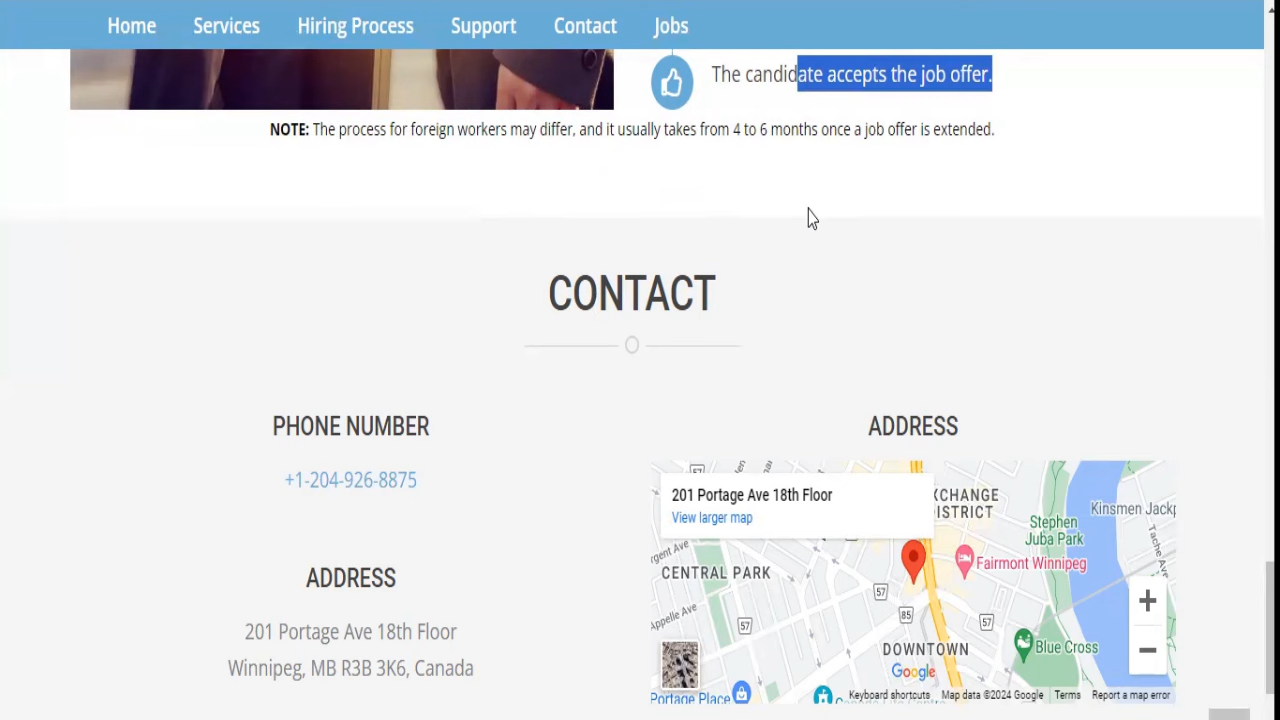 Home Services Hiring Process Support Contact Jobs
The candidate accepts the job offer.
NOTE: The process for foreign workers may differ, and it usually takes from 4 to 6 months once a job offer is extended.
CONTACT
PHONE NUMBER
+1-204-926-8875
ADDRESS
201 Portage Ave 18th Floor
Winnipeg, MB R3B 3K6, Canada
ADDRESS
201 Portage Ave 18th Floor
View larger map
57
Kinsmen
Stephen
Juba Park
Tache Ave
CENTRAL PARK
Fairmont Winnipeg
57
85
57
57
DOWNTOWN
Blue Cross
Google
Portage Place
Keyboard shortcuts Map data ©2024 Google Terms Report a map error